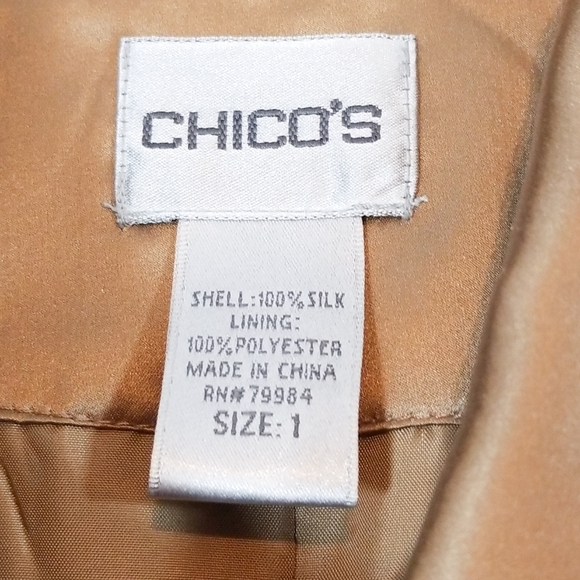 CHICO'S
SHELL:100% SILK
LINING:
100% POLYESTER
MADE IN CHINA
RN# 79984
SIZE: 1